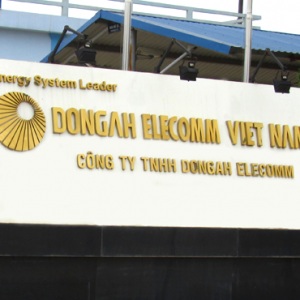 Energy System Leader
DONGAH ELECOMM VIET NAM
CÔNG TY TNHH DONGAH ELECOMM